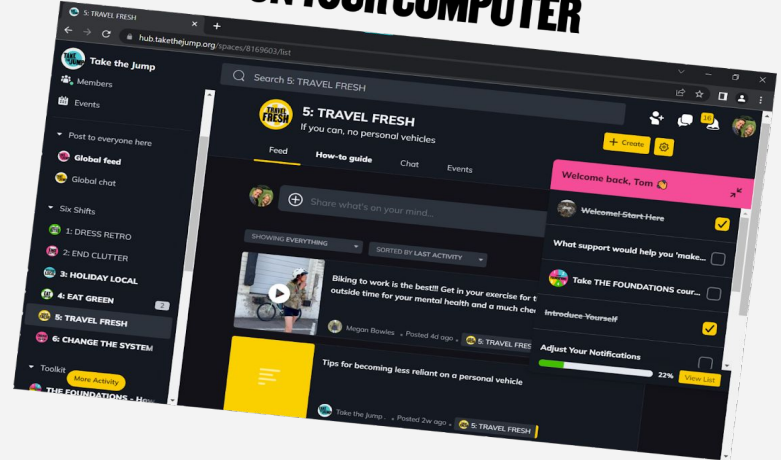 ON YOUR COMPUTER
5: TRAVEL FRESH
hub.takethejump.org/spaces/8169603/list
Take the Jump
Members
Events
Post to everyone here
Global feed
Global chat
Six Shifts
1: DRESS RETRO
2: END CLUTTER
3: HOLIDAY LOCAL
4: EAT GREEN
2
5: TRAVEL FRESH
6: CHANGE THE SYSTEM
Toolkit
More Activity
THE FOUNDATIONS - How
Search 5: TRAVEL FRESH
TRAVEL
FRESH
5: TRAVEL FRESH
If you can, no personal vehicles
16
+ Create
Feed
How-to guide
Chat
Events
Share what's on your mind...
SHOWING EVERYTHING
SORTED BY LAST ACTIVITY
Biking to work is the best!!! Get in your exercise for t
outside time for your mental health and a much che
Megan Bowles • Posted 4d ago • 5: TRAVEL FRES
Tips for becoming less reliant on a personal vehicle
Take the Jump . • Posted 2w ago • 5: TRAVEL FRESH
Welcome back, Tom
Welcome! Start Here
What support would help you 'make...
Take THE FOUNDATIONS cour...
Introduce Yourself
Adjust Your Notifications
22%
View List